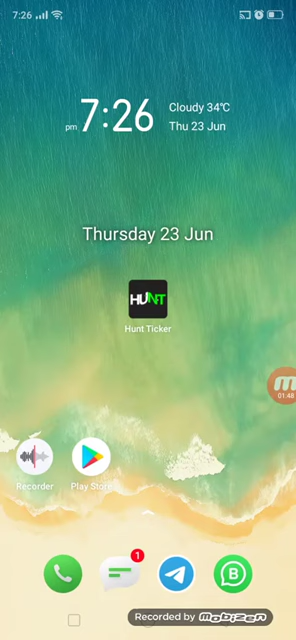 7:26
pm 7:26 Cloudy 34℃
Thu 23 Jun
Thursday 23 Jun
HUNT
Hunt Ticker
M
01:48
Recorder
Play Store
1
B
Recorded by MOBIZEN